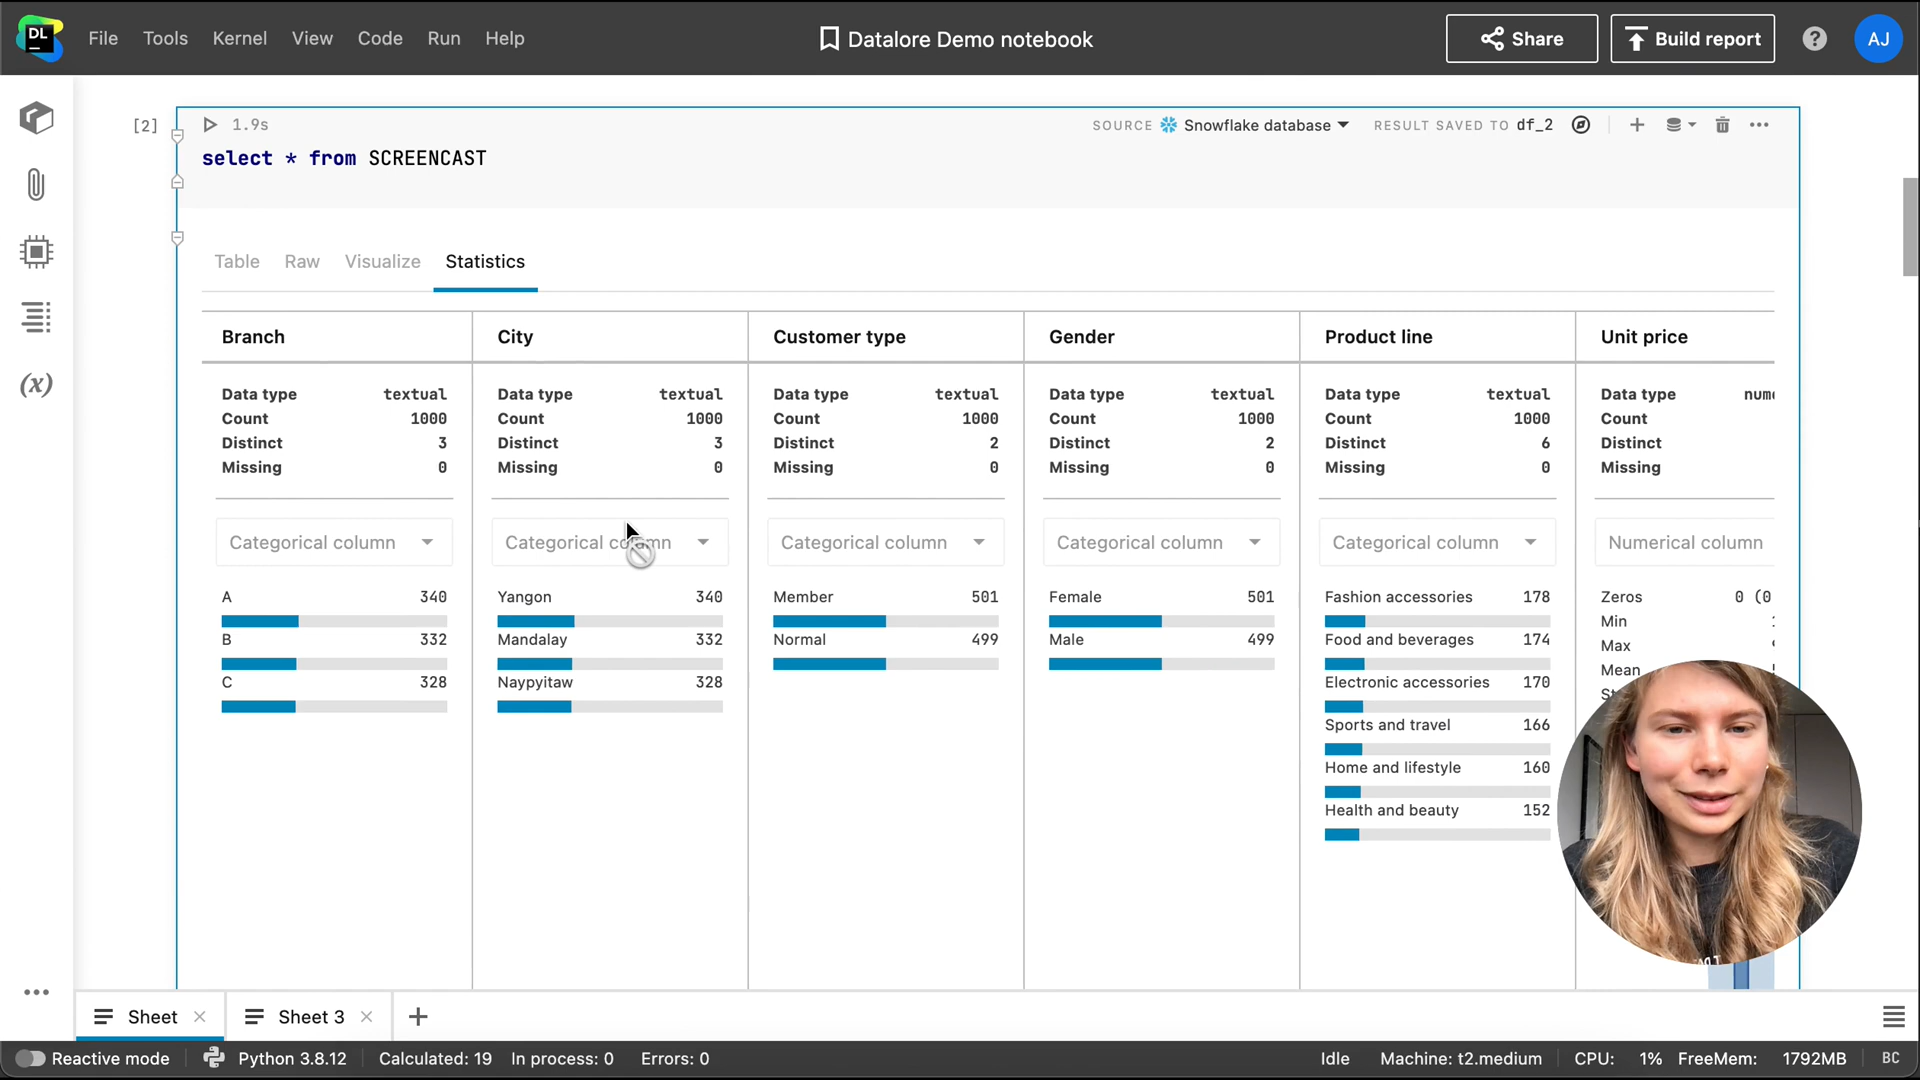 DL
File Tools Kernel View Code Run Help
Datalore Demo notebook
Share
Build report
?
AJ
[2]
1.9s
SOURCE Snowflake database
RESULT SAVED TO df_2
select * from SCREENCAST
(x)
Table Raw Visualize Statistics
Branch City Customer type Gender Product line Unit price
Data type textual Data type textual Data type textual Data type textual Data type textual Data type
Count 1000 Count 1000 Count 1000 Count 1000 Count 1000 Count
Distinct 3 Distinct 3 Distinct 2 Distinct 2 Distinct 6 Distinct
Missing 0 Missing 0 Missing 0 Missing 0 Missing 0 Missing
Categorical column Categorical column Categorical column Categorical column Categorical column Numerical column
A 340 Yangon 340 Member 501 Female 501 Fashion accessories 178 Zeros 0 (0
Min
B 332 Mandalay 332 Normal 499 Male 499 Food and beverages 174 Max
Mean
C 328 Naypyitaw 328 Electronic accessories 170
Sports and travel 166
Home and lifestyle 160
Health and beauty 152
Sheet Sheet 3
Reactive mode Python 3.8.12 Calculated: 19 In process: 0 Errors: 0 Idle Machine: t2.medium CPU: 1% FreeMem: 1792MB BC